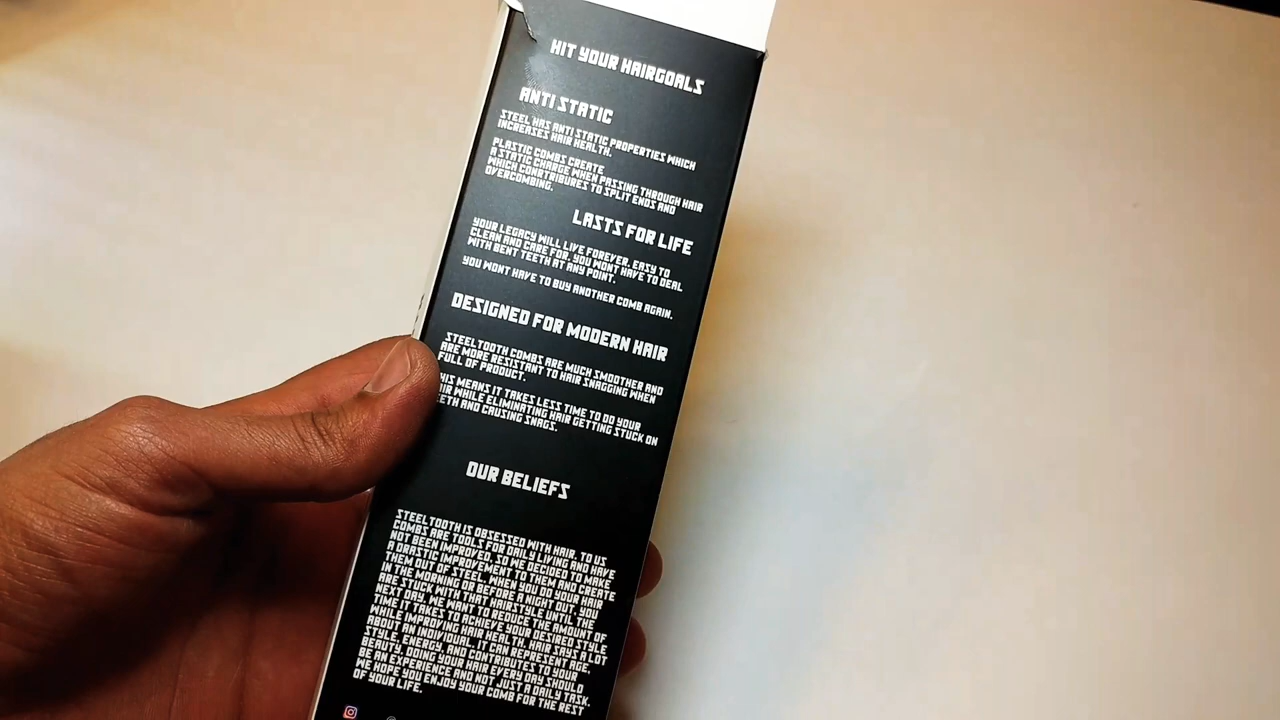 HIT YOUR HAIRGOALS
ANTI STATIC
STEEL HAS ANTI STATIC PROPERTIES WHICH
INCREASES HAIR HEALTH.
PLASTIC COMBS CREATE
A STATIC CHARGE WHEN PASSING THROUGH HAIR
WHICH CONRTRIBURES TO SPLIT ENDS AND
OVERCOMBING.
LASTS FOR LIFE
YOUR LEGACY WILL LIVE FOREVER. EASY TO
CLEAN AND CARE FOR. YOU WONT HAVE TO DEAL
WITH BENT TEETH AT ANY POINT.
YOU WONT HAVE TO BUY ANOTHER COMB AGAIN.
DESIGNED FOR MODERN HAIR
STEELTOOTH COMBS ARE MUCH SMOOTHER AND
ARE MORE RESISTANT TO HAIR SNAGGING WHEN
FULL OF PRODUCT.
HIS MEANS IT TAKES LESS TIME TO DO YOUR
IR WHILE ELIMINATING HAIR GETTING STUCK ON
EETH AND CAUSING SNAGS.
OUR BELIEFS
STEELTOOTH IS OBSESSED WITH HAIR. TO US
COMBS ARE TOOLS FOR DAILY LIVING AND HAVE
NOT BEEN IMPROVED, SO WE DECIDED TO MAKE
A DRASTIC IMPROVEMENT TO THEM AND CREATE
THEM OUT OF STEEL. WHEN YOU DO YOUR HAIR
IN THE MORNING OR BEFORE A NIGHT OUT, YOU
ARE STUCK WITH THAT HAIRSTYLE UNTIL THE
NEXT DAY. WE WANT TO REDUCE THE AMOUNT OF
TIME IT TAKES TO ACHIEVE YOUR DESIRED STYLE
WHILE IMPROVING HAIR HEALTH. HAIR SAYS A LOT
ABOUT AN INDIVIDUAL. IT CAN REPRESENT AGE,
STYLE, ENERGY, AND CONTRIBUTES TO YOUR
BEAUTY. DOING YOUR HAIR EVERY DAY SHOULD
BE AN EXPERIENCE AND NOT JUST A DAILY TASK.
WE HOPE YOU ENJOY YOUR COMB FOR THE REST
OF YOUR LIFE.